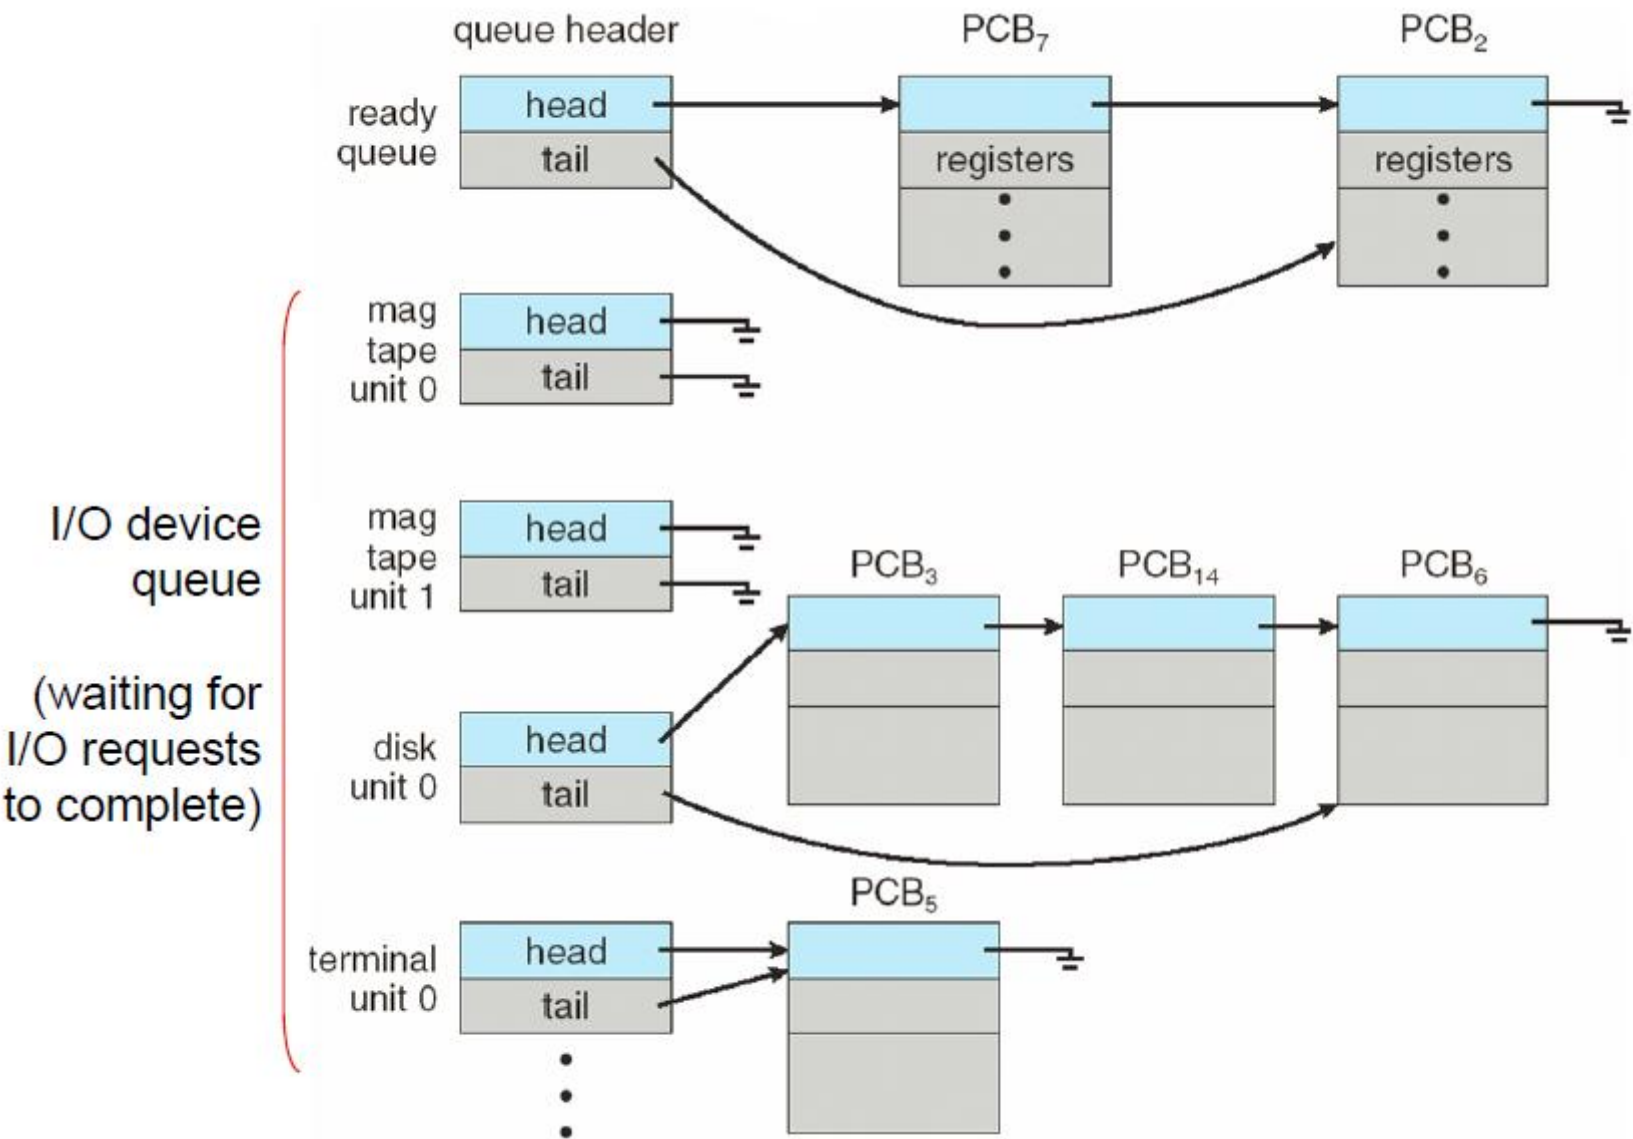 queue header
PCB₇
PCB₂
ready
queue
head
tail
registers
registers
mag
tape
unit 0
head
tail
I/O device
queue
(waiting for
I/O requests
to complete)
mag
tape
unit 1
head
tail
PCB₃
PCB₁₄
PCB₆
disk
unit 0
head
tail
PCB₅
terminal
unit 0
head
tail